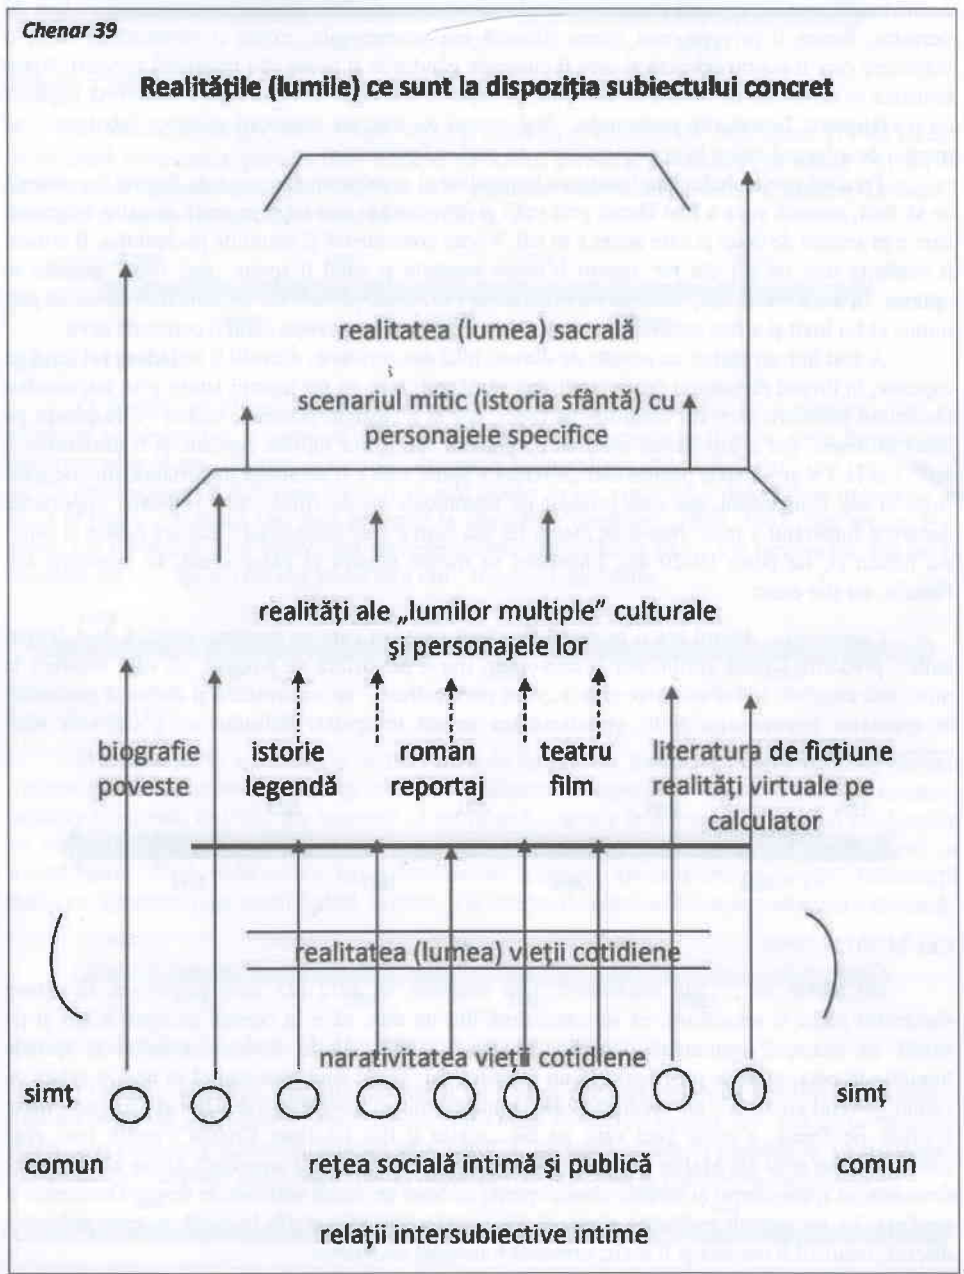 Chenar 39
Realitățile (lumile) ce sunt la dispoziția subiectului concret
realitatea (lumea) sacrală
scenariul mitic (istoria sfântă) cu
personajele specifice
realități ale „lumilor multiple” culturale
și personajelor lor
biografie istorie roman teatru literatura de ficțiune
poveste legendă reportaj film realități virtuale pe
calculator
realitatea (lumea) vieții cotidiene
narativitatea vieții cotidiene
simț simț
comun rețea socială intimă și publică comun
relații intersubiective intime